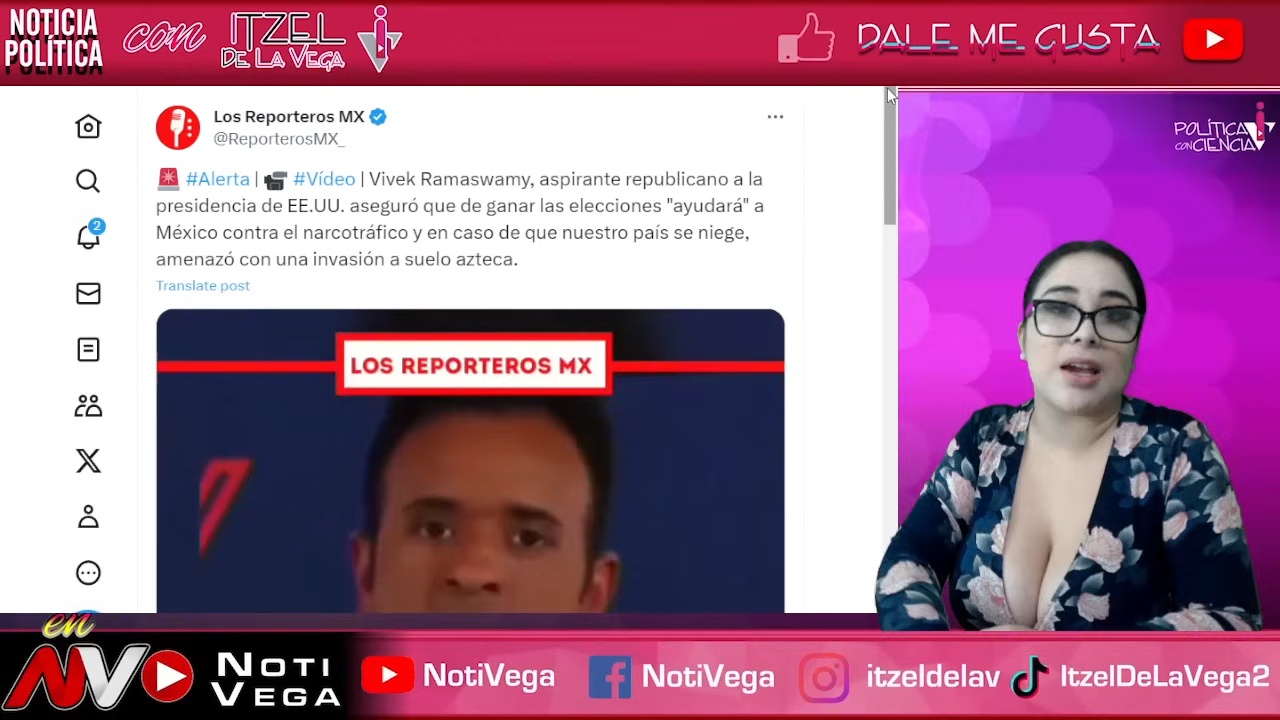 NOTICIA
POLÍTICA
con
ITZEL
DE LA VEGA
DALE ME GUSTA
Los Reporteros MX
@ReporterosMX_
#Alerta | #Vídeo | Vivek Ramaswamy, aspirante republicano a la
presidencia de EE.UU. aseguró que de ganar las elecciones "ayudará" a
México contra el narcotráfico y en caso de que nuestro país se niege,
amenazó con una invasión a suelo azteca.
Translate post
2
LOS REPORTEROS MX
POLÍTICA
CON CIENCIA
en
NV
NOTI
VEGA
NotiVega
NotiVega
itzeldelav
ItzelDeLaVega2